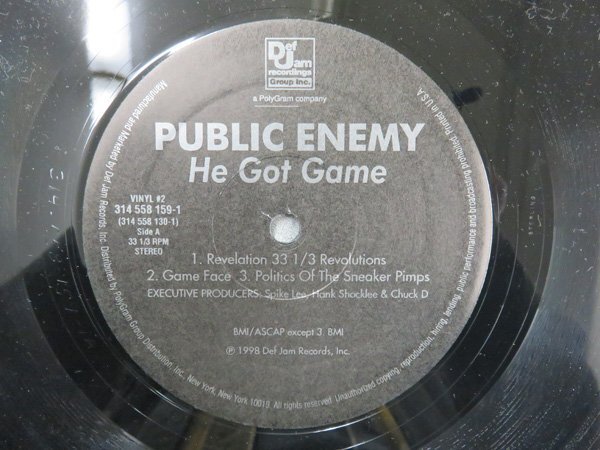 Def
Jam
recordings
Group Inc.
a PolyGram company
PUBLIC ENEMY
He Got Game
VINYL #2
314 558 159-1
(314 558 130-1)
Side A
33 1/3 RPM
STEREO
1. Revelation 33 1/3 Revolutions
2. Game Face 3. Politics Of The Sneaker Pimps
EXECUTIVE PRODUCERS: Spike Lee, Hank Shocklee & Chuck D
BMI/ASCAP except 3. BMI
℗ 1998 Def Jam Records, Inc.
Manufactured and Marketed by Def Jam Records, Inc. Distributed by PolyGram Group Distribution, Inc. New York, New York 10019. All rights reserved. Unauthorized copying, reproduction, hiring, lending, public performance and broadcasting prohibited. Printed in U.S.A.
STERLING